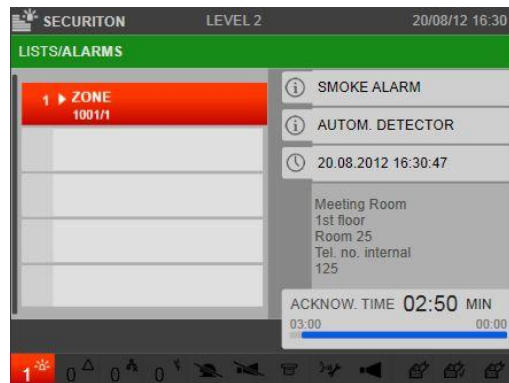 SECURITON LEVEL 2 20/08/12 16:30
LISTS/ALARMS
1 ZONE
1001/1
SMOKE ALARM
AUTOM. DETECTOR
20.08.2012 16:30:47
Meeting Room
1st floor
Room 25
Tel. no. internal
125
ACKNOW. TIME 02:50 MIN
03:00 00:00
1 0 0 0